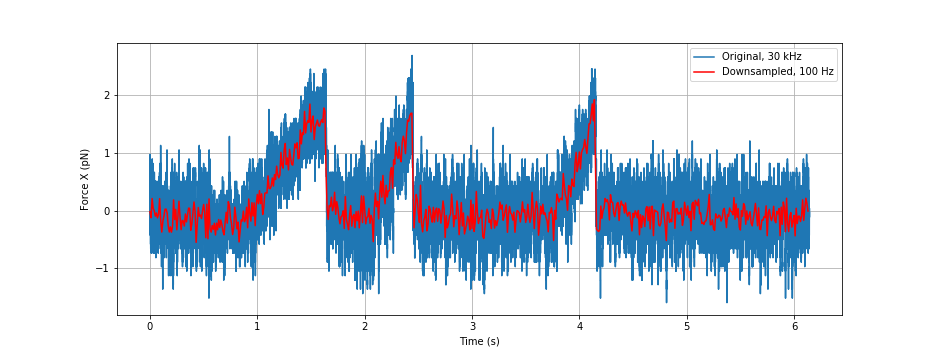 Original, 30 kHz
Downsampled, 100 Hz
Force X (pN)
2
1
0
−1
0 1 2 3 4 5 6
Time (s)